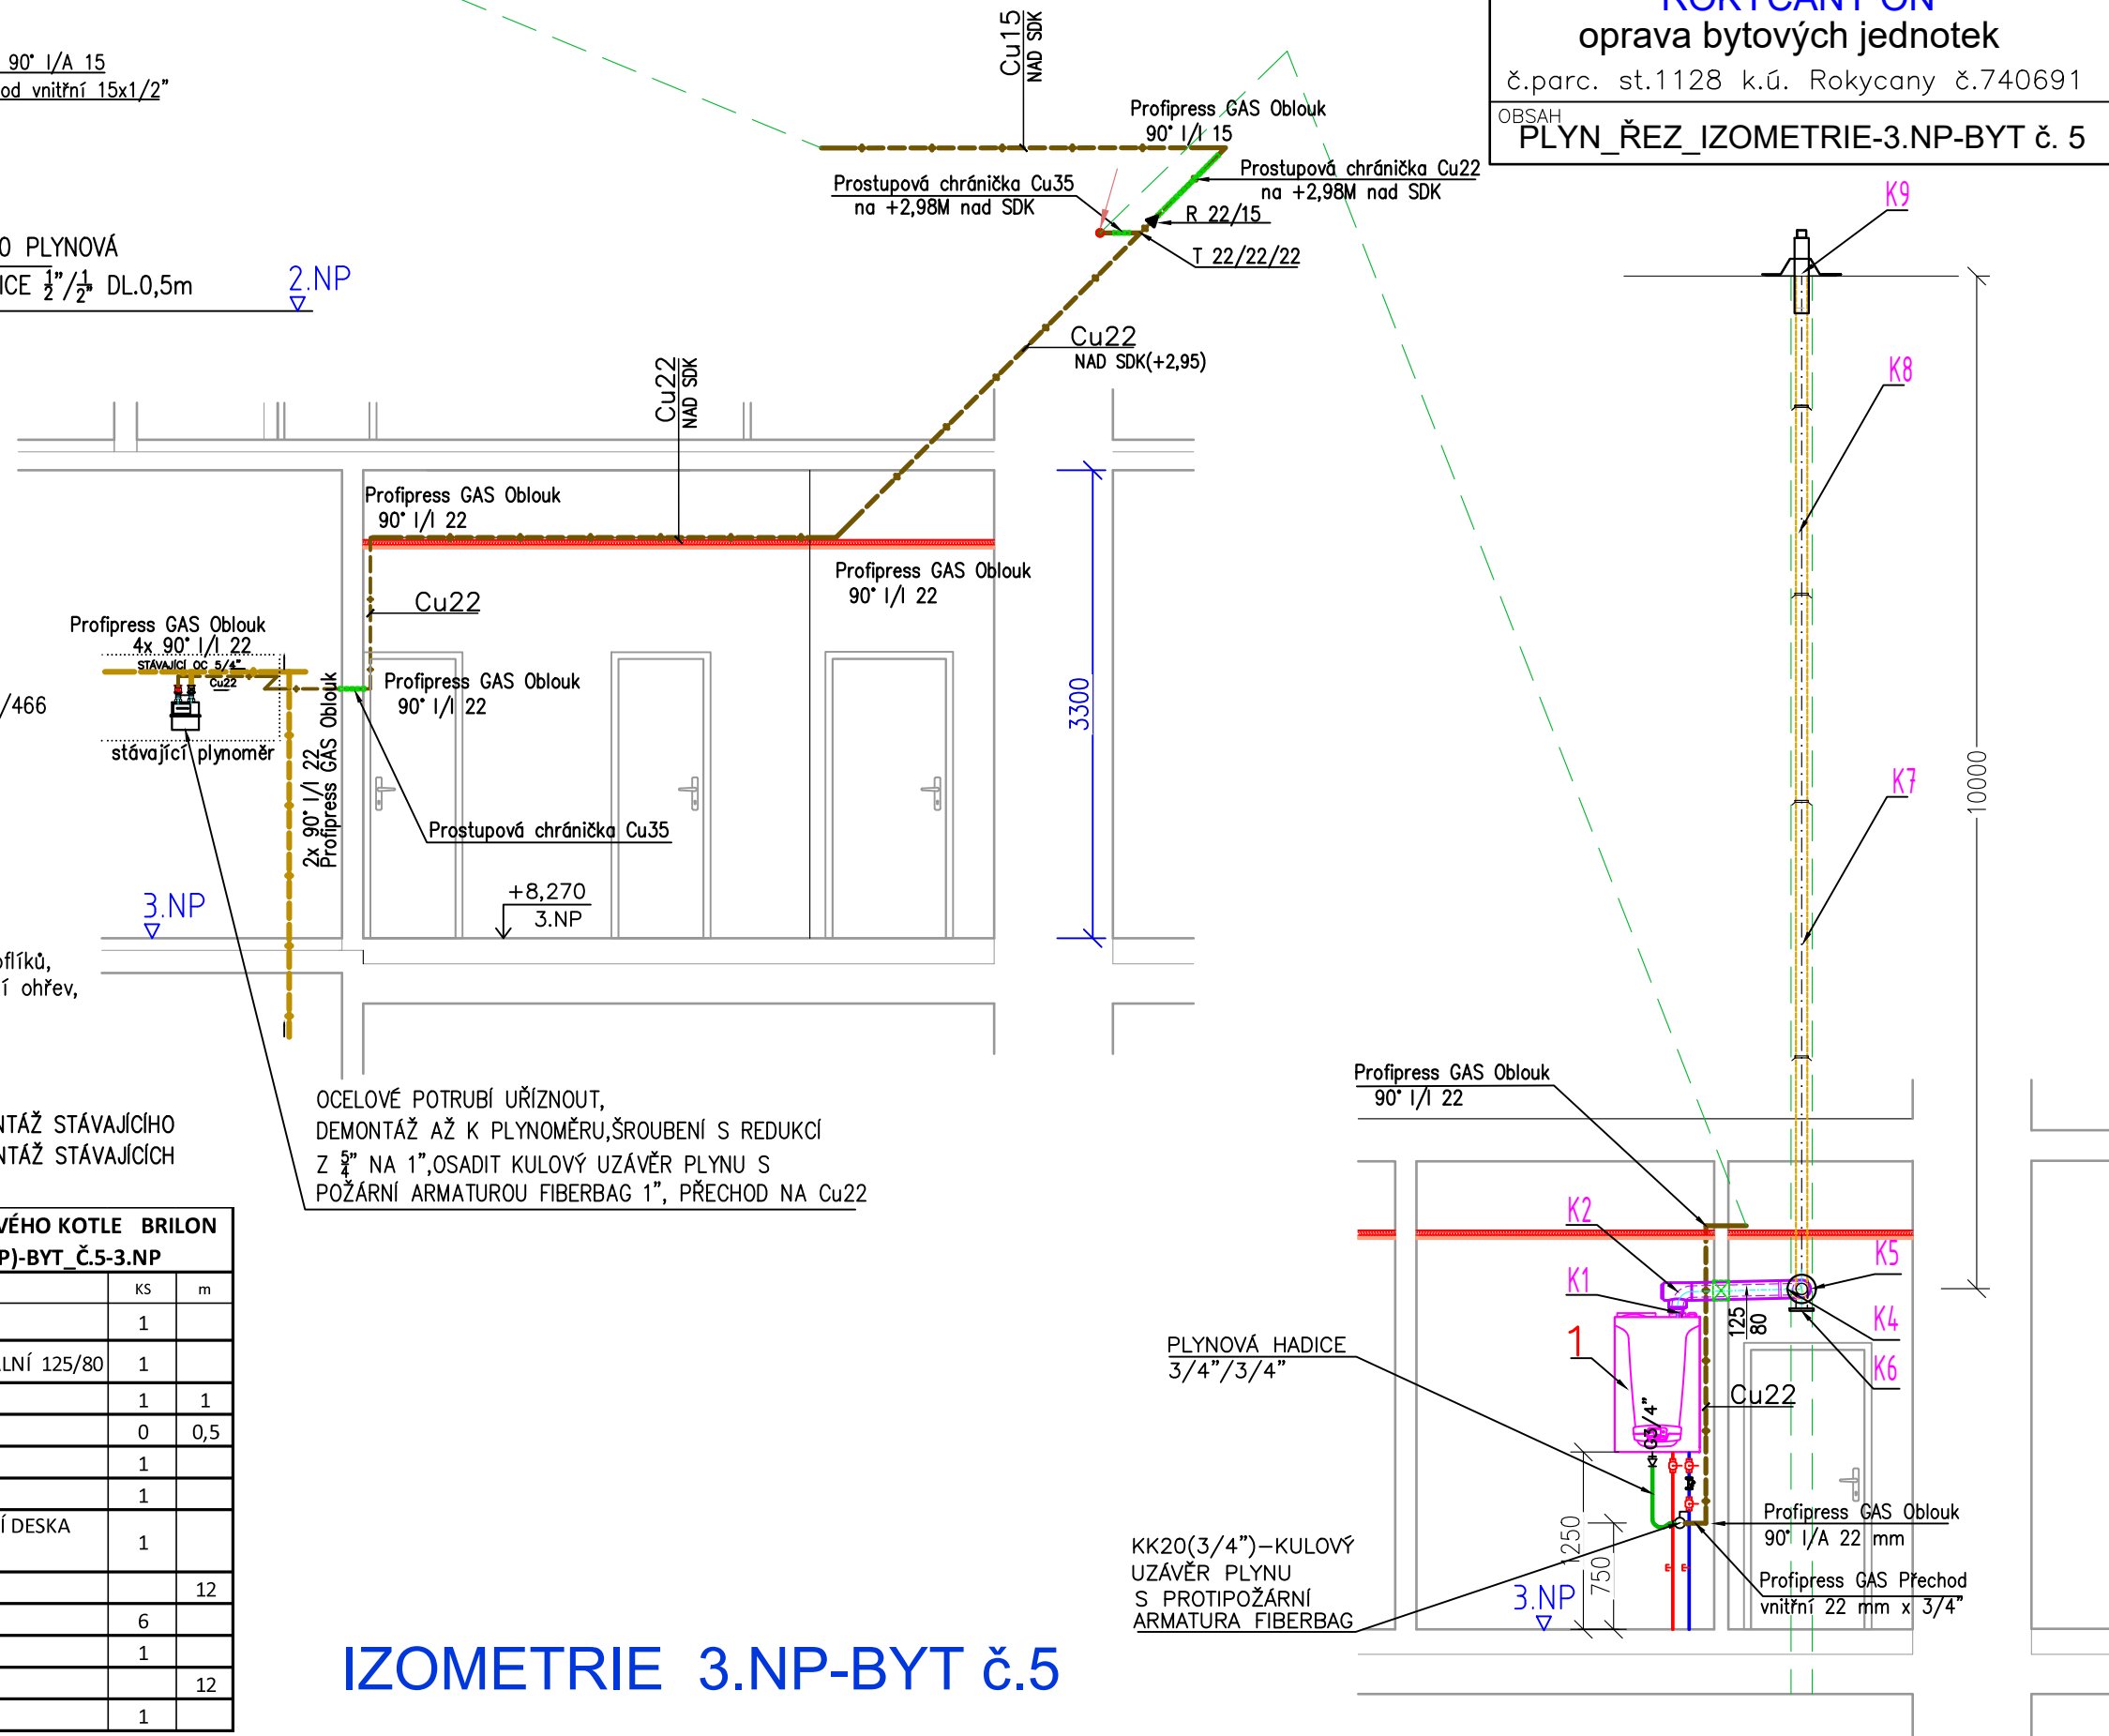 ROKYCANY ON
oprava bytových jednotek
č.parc. st.1128 k.ú. Rokycany č.740691
OBSAH
PLYN_ŘEZ_IZOMETRIE-3.NP-BYT č. 5
90° I/A 15
od vnitřní 15x1/2"
0 PLYNOVÁ
ICE 1/2"/1/2" DL.0,5m
2.NP
Cu15
NAD SDK
Profipress GAS Oblouk
90° I/I 15
Prostupová chránička Cu35
na +2,98M nad SDK
Prostupová chránička Cu22
na +2,98M nad SDK
R 22/15
T 22/22/22
Cu22
NAD SDK(+2,95)
Cu22
NAD SDK
Profipress GAS Oblouk
90° I/I 22
Profipress GAS Oblouk
90° I/I 22
Cu22
Profipress GAS Oblouk
4x 90° I/I 22
STÁVAJÍCÍ OC 5/4"
Cu22
/466
stávající plynoměr
Profipress GAS Oblouk
90° I/I 22
2x 90° I/I 22
Profipress GAS Oblouk
Prostupová chránička Cu35
3300
+8,270
3.NP
3.NP
oflíků,
í ohřev,
NTÁŽ STÁVAJÍCÍHO
NTÁŽ STÁVAJÍCÍCH
OCELOVÉ POTRUBÍ UŘÍZNOUT,
DEMONTÁŽ AŽ K PLYNOMĚRU,ŠROUBENÍ S REDUKCÍ
Z 5/4" NA 1",OSADIT KULOVÝ UZÁVĚR PLYNU S
POŽÁRNÍ ARMATUROU FIBERBAG 1", PŘECHOD NA Cu22
VÉHO KOTLE BRILON
P)-BYT_Č.5-3.NP
KS m
1
LNÍ 125/80 1
1 1
0 0,5
1
1
Í DESKA
1
12
6
1
12
1
IZOMETRIE 3.NP-BYT č.5
K9
K8
K7
10000
Profipress GAS Oblouk
90° I/I 22
K2
K1
K5
K4
K6
125
80
1
PLYNOVÁ HADICE
3/4"/3/4"
Cu22
G3/4"
1250
750
KK20(3/4")-KULOVÝ
UZÁVĚR PLYNU
S PROTIPOŽÁRNÍ
ARMATURA FIBERBAG
3.NP
Profipress GAS Oblouk
90° I/A 22 mm
Profipress GAS Přechod
vnitřní 22 mm x 3/4"